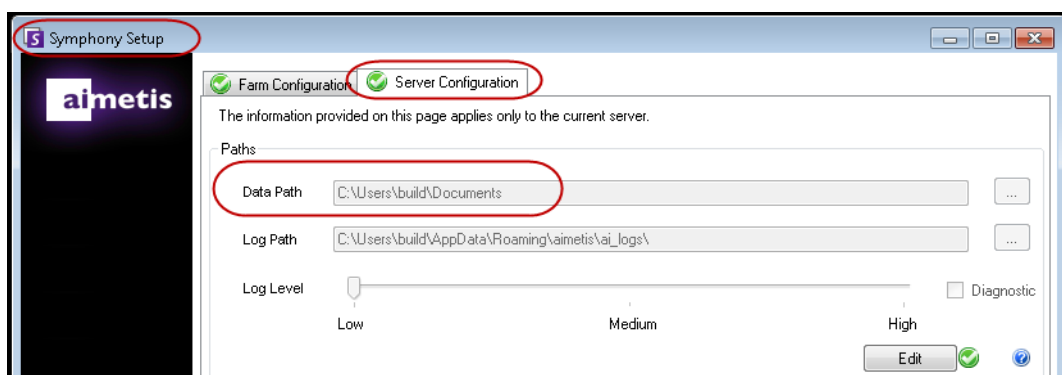 Symphony Setup
aimetis
Farm Configuration Server Configuration
The information provided on this page applies only to the current server.
Paths
Data Path C:\Users\build\Documents ...
Log Path C:\Users\build\AppData\Roaming\aimetis\ai_logs\ ...
Log Level Diagnostic
Low Medium High
Edit